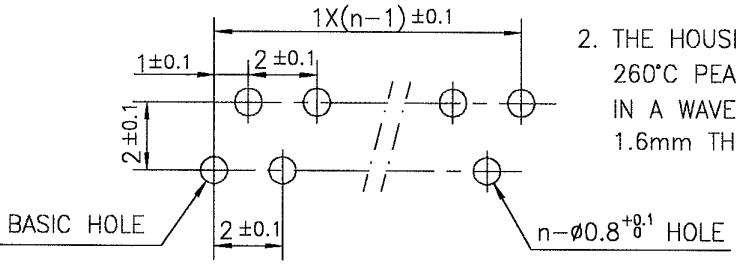 1X(n-1) ±0.1
1±0.1
2 ±0.1
2 ±0.1
BASIC HOLE
2 ±0.1
n-ø0.8 +0.1 0 HOLE
2. THE HOUSI
260°C PEA
IN A WAVE
1.6mm TH